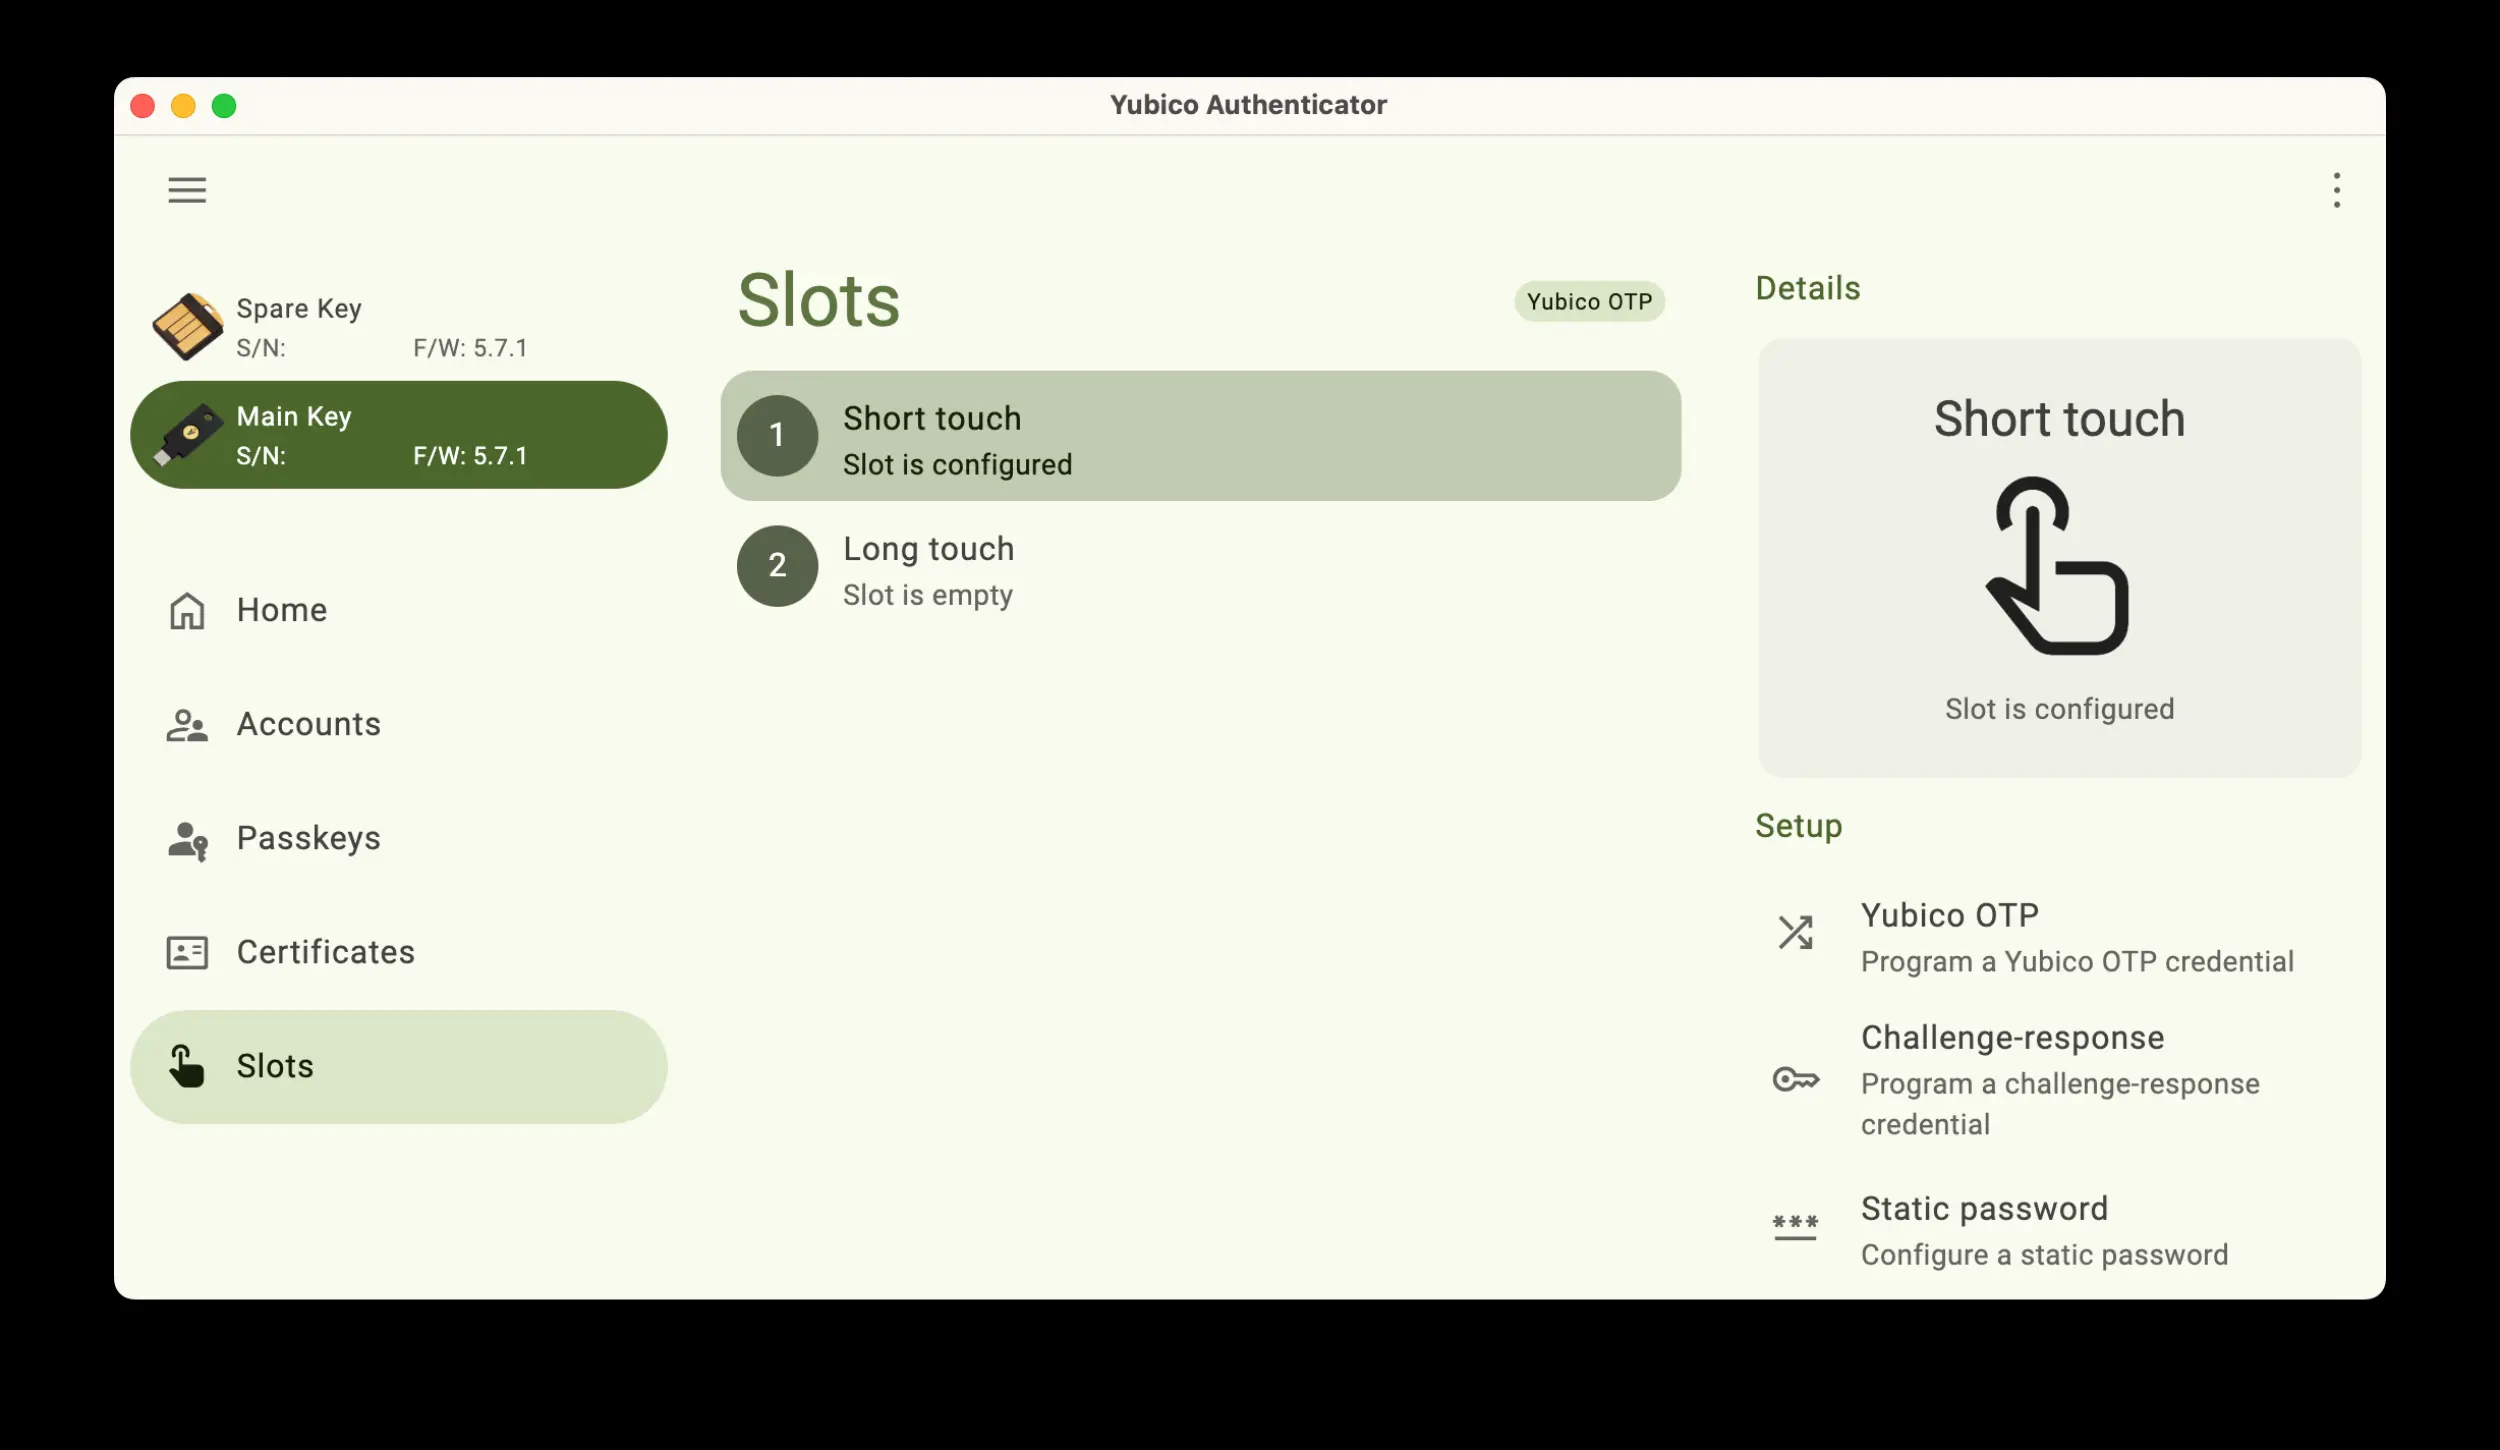 Yubico Authenticator
Spare Key
S/N: F/W: 5.7.1
Main Key
S/N: F/W: 5.7.1
Home
Accounts
Passkeys
Certificates
Slots
Slots
Yubico OTP
1
Short touch
Slot is configured
2
Long touch
Slot is empty
Details
Short touch
Slot is configured
Setup
Yubico OTP
Program a Yubico OTP credential
Challenge-response
Program a challenge-response
credential
Static password
Configure a static password